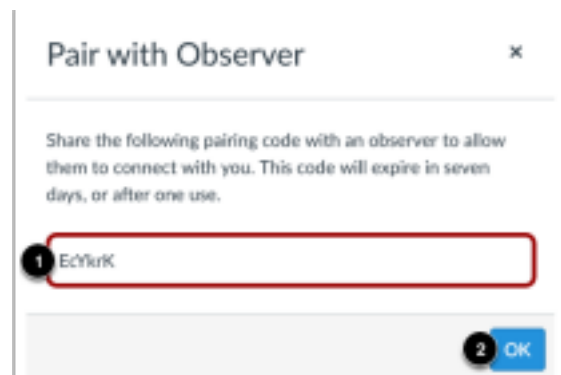 Pair with Observer ×
Share the following pairing code with an observer to allow
them to connect with you. This code will expire in seven
days, or after one use.
1 EcYkrK
2 OK